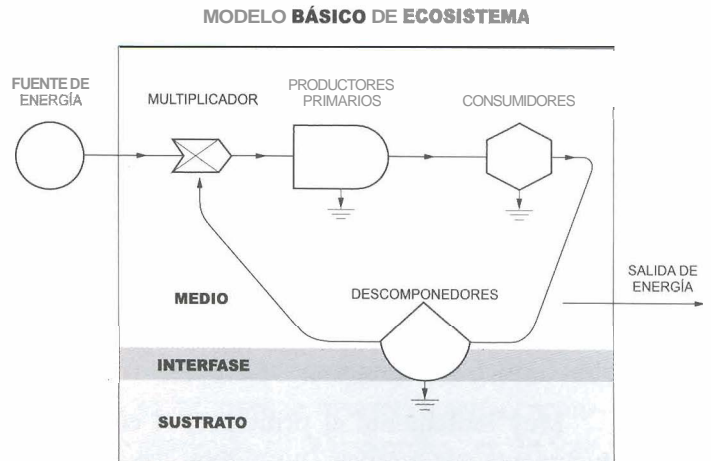 MODELO BÁSICO DE ECOSISTEMA
FUENTE DE
ENERGÍA
MULTIPLICADOR
PRODUCTORES
PRIMARIOS
CONSUMIDORES
MEDIO
DESCOMPONEDORES
SALIDA DE
ENERGÍA
INTERFASE
SUSTRATO